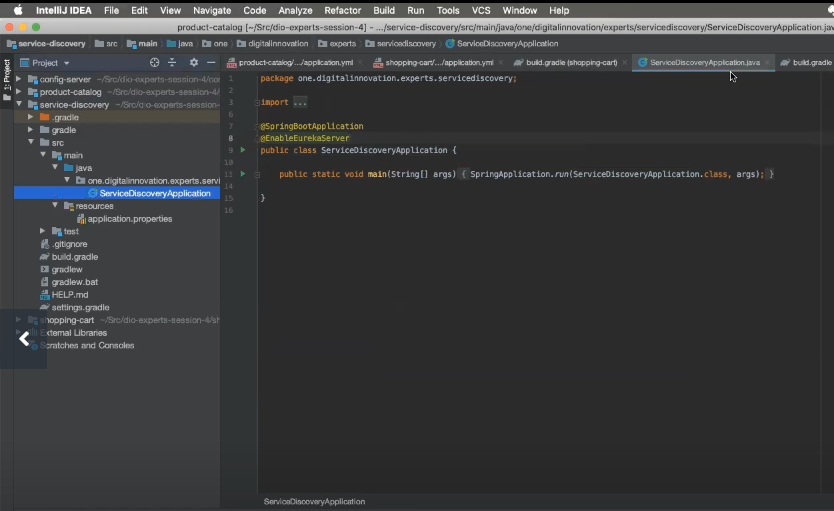 IntelliJ IDEA File Edit View Navigate Code Analyze Refactor Build Run Tools VCS Window Help
product-catalog [~/Src/dio-experts-session-4] - .../service-discovery/src/main/java/one/digitalinnovation/experts/servicediscovery/ServiceDiscoveryApplication.jav
service-discovery src main java one digitalinnovation experts servicediscovery ServiceDiscoveryApplication
1: Project
Project
product-catalog/.../application.yml shopping-cart/.../application.yml build.gradle (shopping-cart) ServiceDiscoveryApplication.java build.gradle
config-server ~/Src/dio-experts-session-4/co
product-catalog ~/Src/dio-experts-session-4
service-discovery ~/Src/dio-experts-session-
.gradle
gradle
src
main
java
one.digitalinnovation.experts.servi
ServiceDiscoveryApplication
resources
application.properties
test
.gitignore
build.gradle
gradlew
gradlew.bat
HELP.md
settings.gradle
shopping-cart ~/Src/dio-experts-session-4/sh
External Libraries
Scratches and Consoles
1 package one.digitalinnovation.experts.servicediscovery;
2
3 import ...
6
7 @SpringBootApplication
8 @EnableEurekaServer
9 public class ServiceDiscoveryApplication {
10
11 public static void main(String[] args) { SpringApplication.run(ServiceDiscoveryApplication.class, args); }
14
15 }
16
ServiceDiscoveryApplication